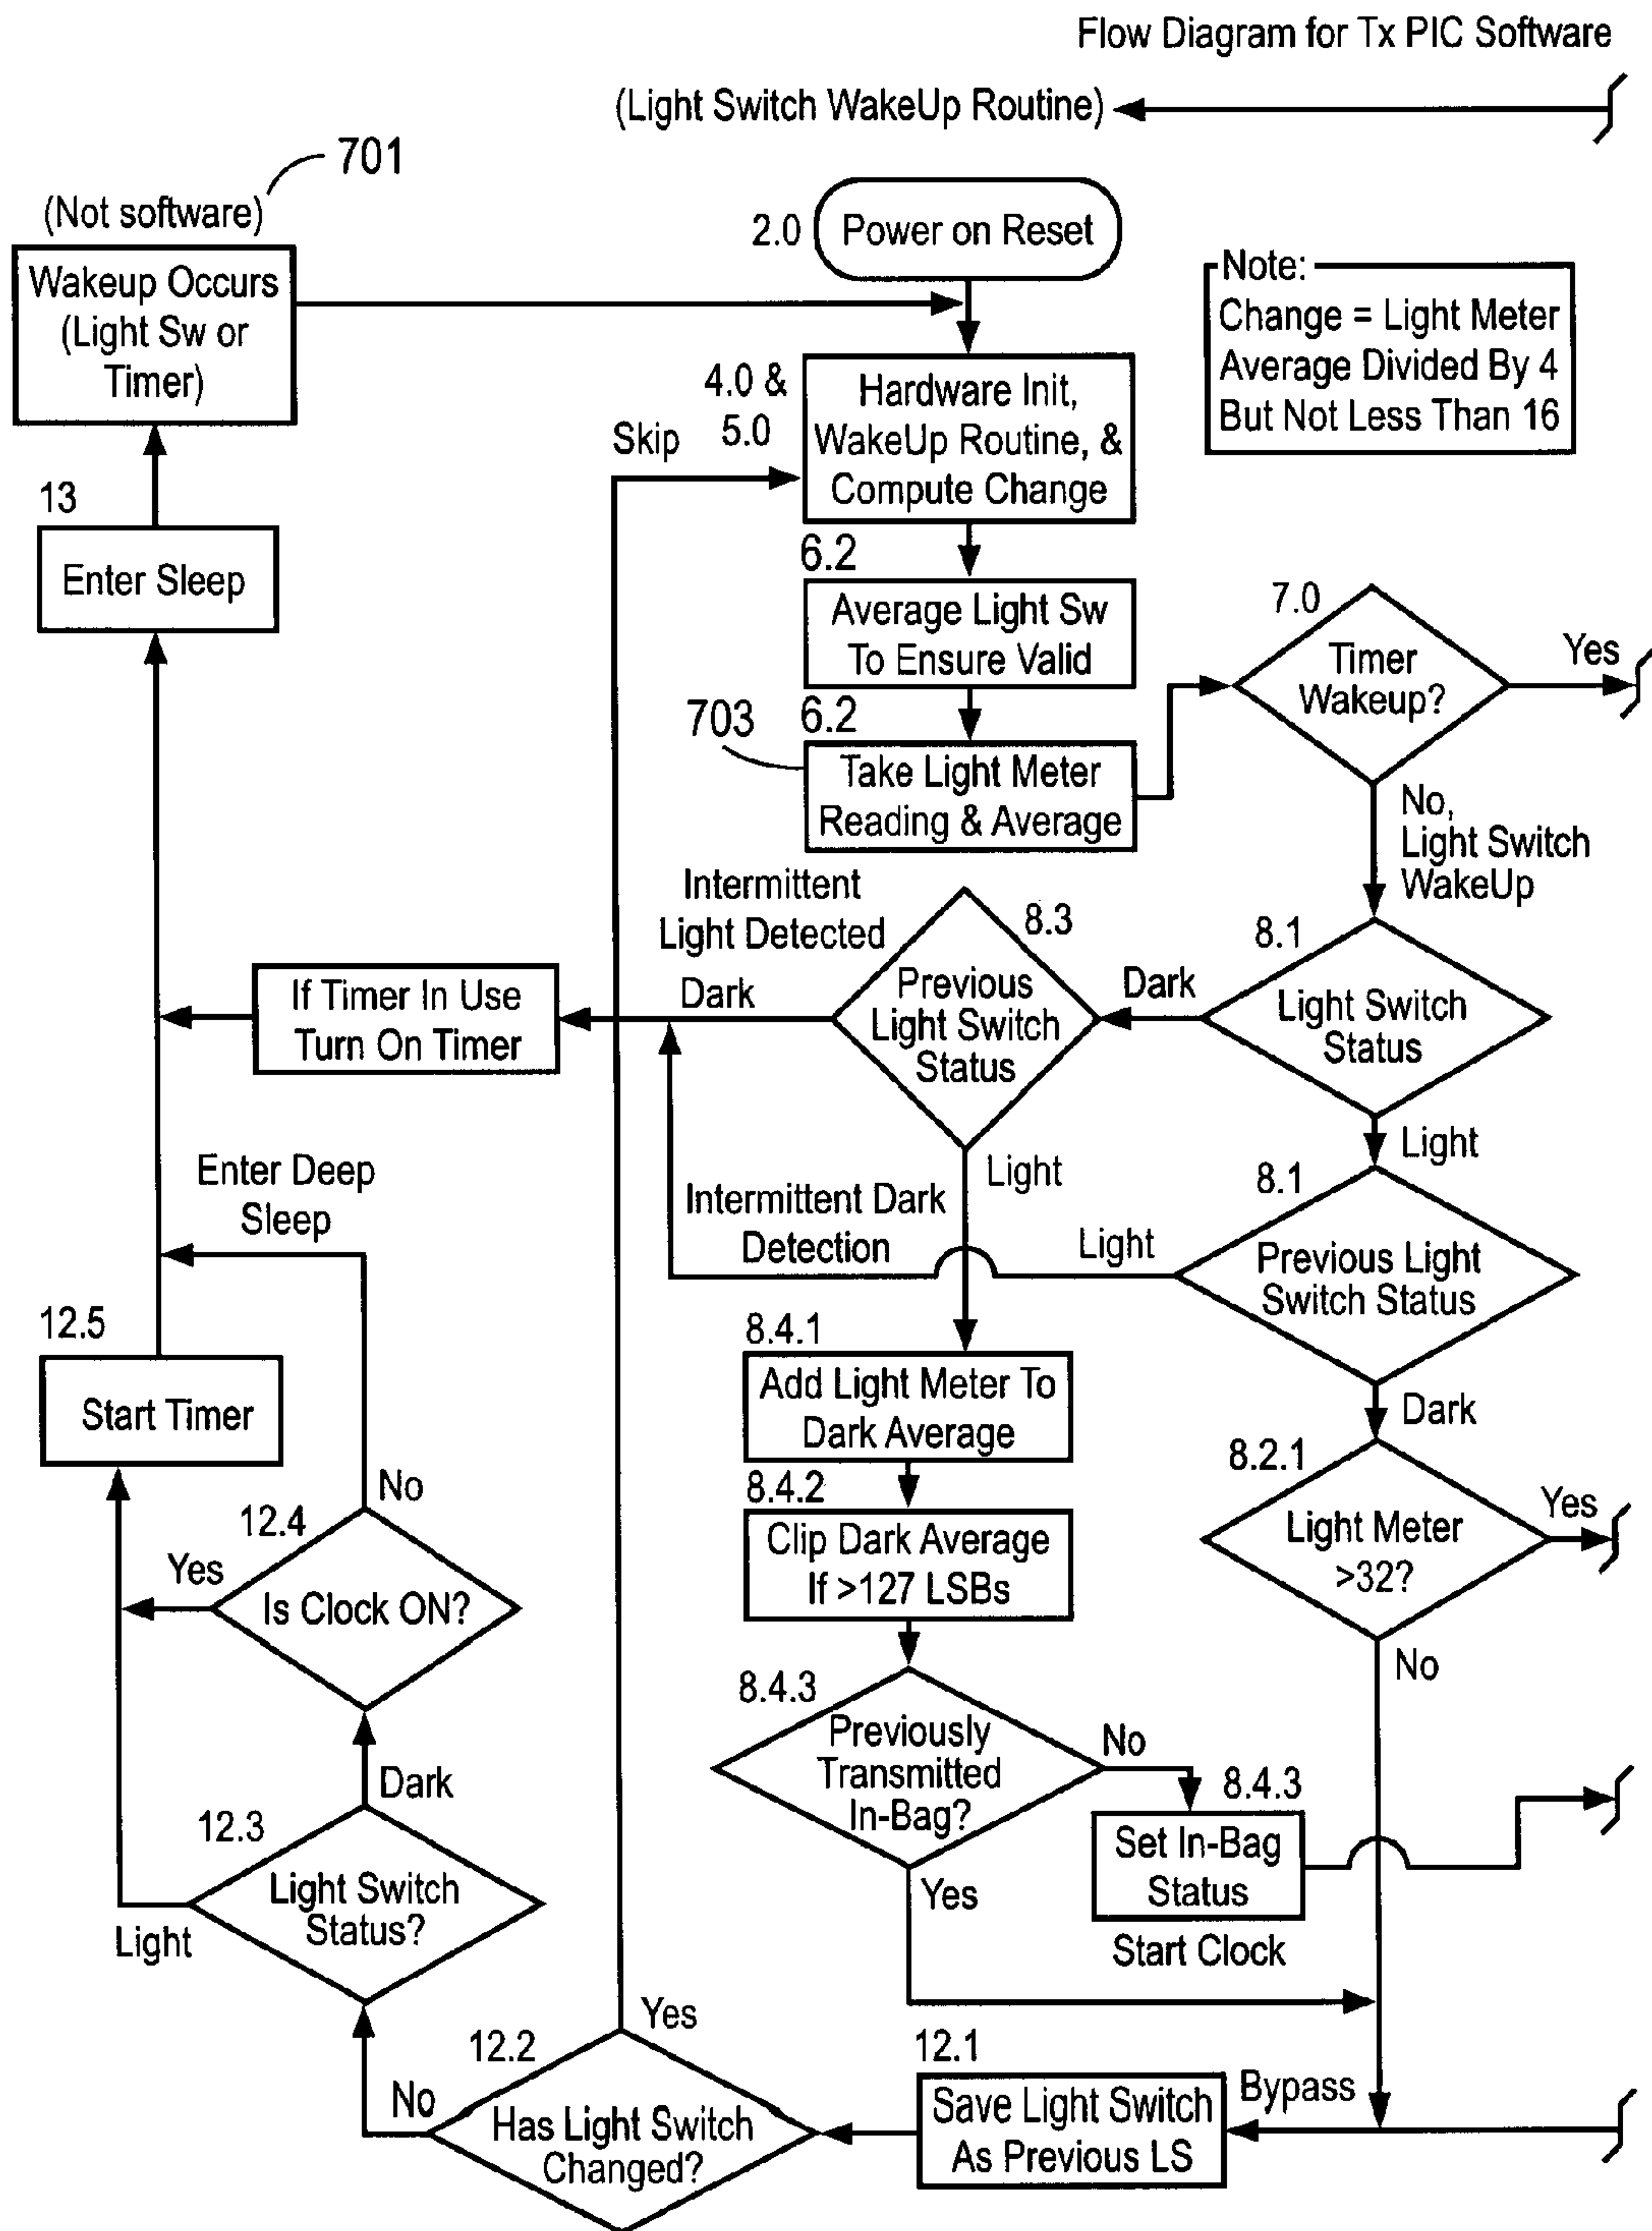 Flow Diagram for Tx PIC Software
(Light Switch WakeUp Routine)
701
(Not software)
Wakeup Occurs
(Light Sw or
Timer)
2.0
Power on Reset
Note:
Change = Light Meter
Average Divided By 4
But Not Less Than 16
4.0 &
5.0
Skip
Hardware Init,
WakeUp Routine, &
Compute Change
13
Enter Sleep
6.2
Average Light Sw
To Ensure Valid
7.0
Timer
Wakeup?
Yes
703
6.2
Take Light Meter
Reading & Average
No,
Light Switch
WakeUp
Intermittent
Light Detected
Dark
8.3
Previous
Light Switch
Status
Dark
8.1
Light Switch
Status
If Timer In Use
Turn On Timer
Light
Light
Enter Deep
Sleep
Intermittent Dark
Detection
Light
8.1
Previous Light
Switch Status
12.5
Start Timer
8.4.1
Add Light Meter To
Dark Average
Dark
8.2.1
Light Meter
>32?
Yes
No
No
12.4
Yes
Is Clock ON?
8.4.2
Clip Dark Average
If >127 LSBs
8.4.3
Previously
Transmitted
In-Bag?
No
8.4.3
Set In-Bag
Status
Start Clock
Yes
Dark
12.3
Light Switch
Status?
Light
Yes
12.2
No
Has Light Switch
Changed?
12.1
Save Light Switch
As Previous LS
Bypass